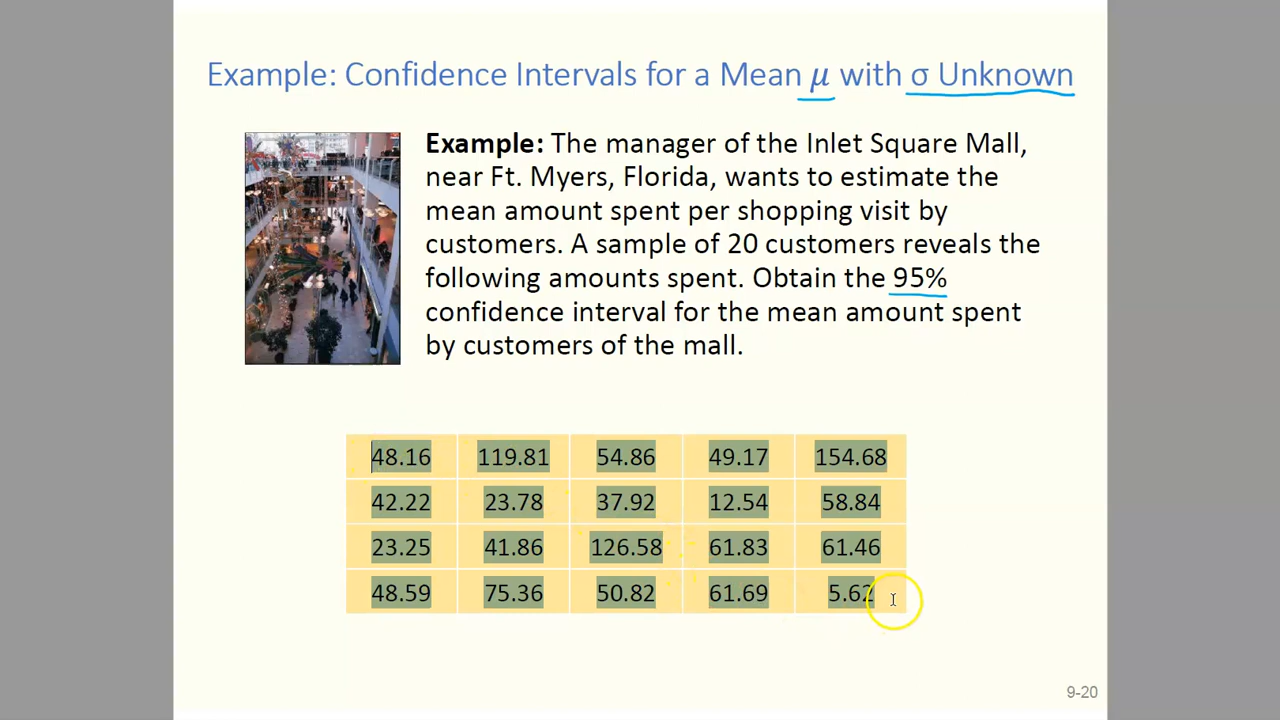 Example: Confidence Intervals for a Mean μ with σ Unknown
Example: The manager of the Inlet Square Mall,
near Ft. Myers, Florida, wants to estimate the
mean amount spent per shopping visit by
customers. A sample of 20 customers reveals the
following amounts spent. Obtain the 95%
confidence interval for the mean amount spent
by customers of the mall.
48.16 119.81 54.86 49.17 154.68
42.22 23.78 37.92 12.54 58.84
23.25 41.86 126.58 61.83 61.46
48.59 75.36 50.82 61.69 5.62
9-20